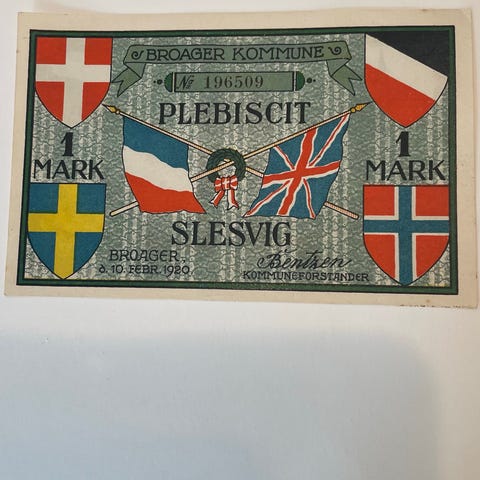 BROAGER KOMMUNE
No 196509
PLEBISCIT
1 MARK
1 MARK
SLESVIG
BROAGER.
d. 10. FEBR. 1920.
Bentzen
KOMMUNEFORSTANDER